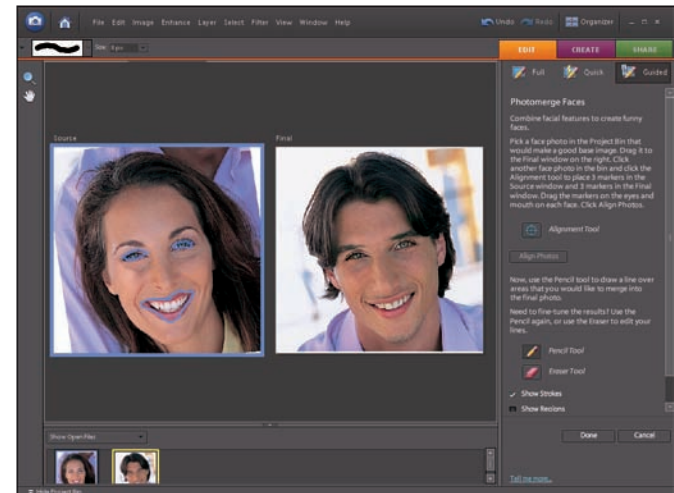 File Edit Image Enhance Layer Select Filter View Window Help
Undo Redo Organizer
Size:
EDIT CREATE SHARE
Full Quick Guided
Photomerge Faces
Combine facial features to create funny
faces.
Pick a face photo in the Project Bin that
would make a good base image. Drag it to
the Final window on the right. Click
another face photo in the bin and click the
Alignment tool to place 3 markers in the
Source window and 3 markers in the Final
window. Drag the markers on the eyes and
mouth on each face. Click Align Photos.
Alignment Tool
Align Photos
Now, use the Pencil tool to draw a line over
areas that you would like to merge into
the final photo.
Need to fine-tune the results? Use the
Pencil again, or use the Eraser to edit your
lines.
Pencil Tool
Eraser Tool
Show Strokes
Show Regions
Done Cancel
Tell me more...
Source Final
Show Open Files
Hide Project Bin